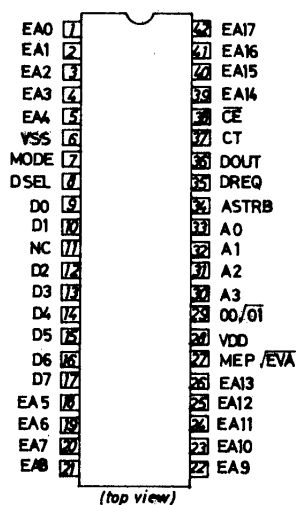 EA0 1 42 EA17
EA1 2 41 EA16
EA2 3 40 EA15
EA3 4 39 EA14
EA4 5 38 C̅E̅
VSS 6 37 CT
MODE 7 36 DOUT
DSEL 8 35 DREQ
D0 9 34 ASTRB
D1 10 33 A0
NC 11 32 A1
D2 12 31 A2
D3 13 30 A3
D4 14 29 00/0̅1̅
D5 15 28 VDD
D6 16 27 MEP/E̅V̅A̅
D7 17 26 EA13
EA5 18 25 EA12
EA6 19 24 EA11
EA7 20 23 EA10
EA8 21 22 EA9
(top view)